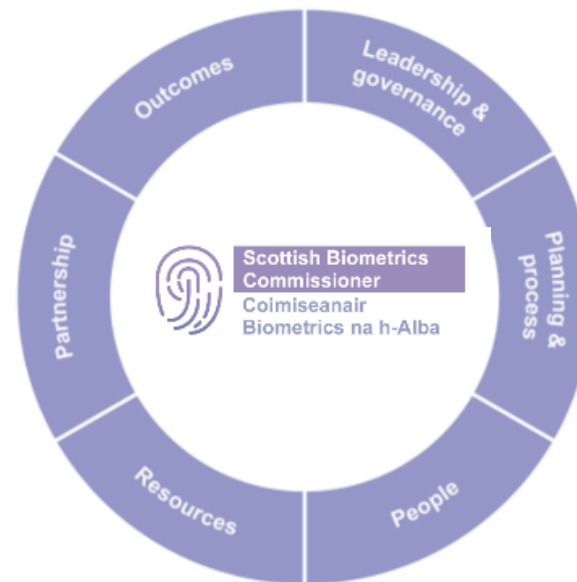 Outcomes
Leadership &
governance
Planning &
process
People
Resources
Partnership
Scottish Biometrics
Commissioner
Coimiseanair
Biometrics na h-Alba